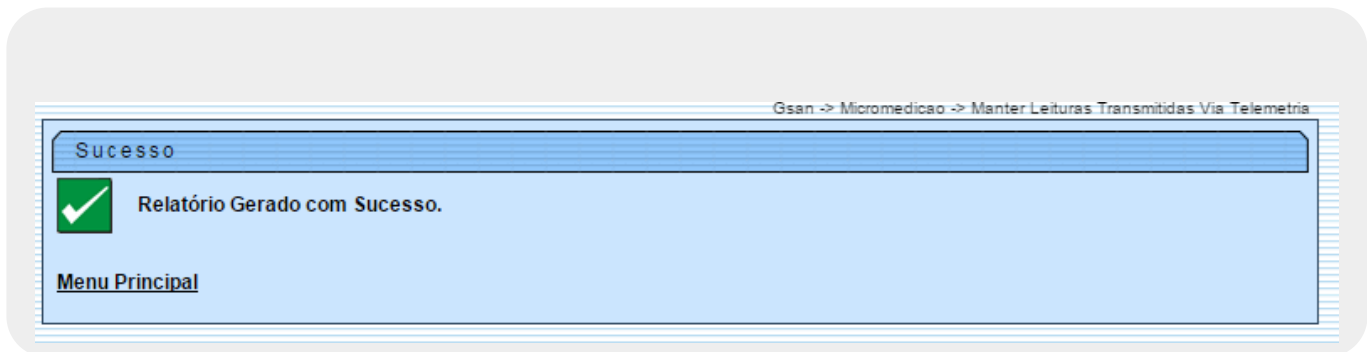 Gsan -> Micromedicao -> Manter Leituras Transmitidas Via Telemetria
Sucesso
Relatório Gerado com Sucesso.
Menu Principal